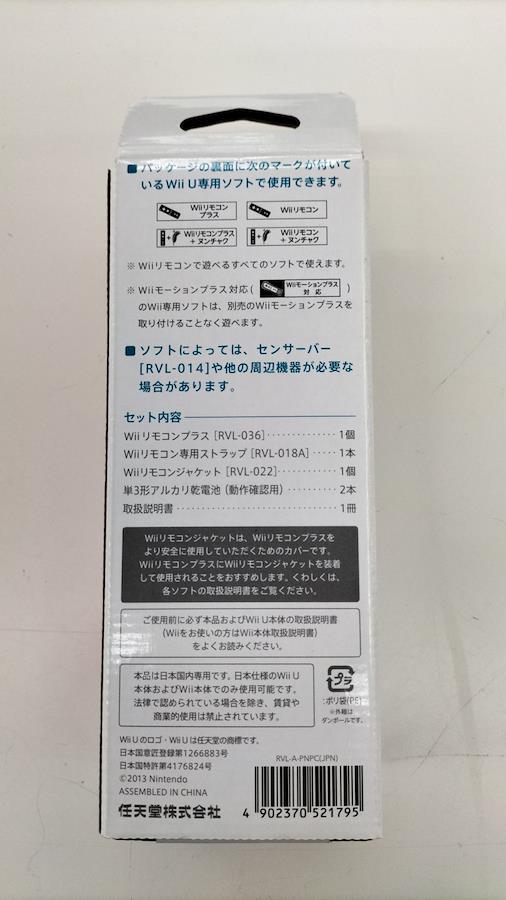 ■ パッケージの裏面に次のマークが付いて
いるWii U専用ソフトで使用できます。
Wiiリモコン
プラス
Wiiリモコン
Wiiリモコンプラス
+ ヌンチャク
Wiiリモコン
+ ヌンチャク
※ Wiiリモコンで遊べるすべてのソフトで使えます。
※ Wiiモーションプラス対応( Wiiモーションプラス 対応 )
のWii専用ソフトは、別売のWiiモーションプラスを
取り付けることなく遊べます。
■ ソフトによっては、センサーバー
[RVL-014]や他の周辺機器が必要な
場合があります。
セット内容
Wiiリモコンプラス [RVL-036]·············1個
Wiiリモコン専用ストラップ [RVL-018A]····1本
Wiiリモコンジャケット [RVL-022]··········1個
単3形アルカリ乾電池 (動作確認用)··········2本
取扱説明書······························1冊
Wiiリモコンジャケットは、Wiiリモコンプラスを
より安全に使用していただくためのカバーです。
WiiリモコンプラスにWiiリモコンジャケットを装着
して使用されることをおすすめします。くわしくは、
各ソフトの取扱説明書をご覧ください。
ご使用前に必ず本品およびWii U本体の取扱説明書
(Wiiをお使いの方はWii本体取扱説明書)
をよくお読みください。
本品は日本国内専用です。日本仕様のWii U
本体およびWii本体でのみ使用可能です。
法律で認められている場合を除き、賃貸や
商業的使用は禁止されています。
プラ
:ポリ袋(PE)
※外箱は
ダンボールです。
Wii Uのロゴ・Wii Uは任天堂の商標です。
日本国意匠登録第1266883号
日本国特許第4176824号
©2013 Nintendo
ASSEMBLED IN CHINA
任天堂株式会社
RVL-A-PNPC(JPN)
4 902370 521795